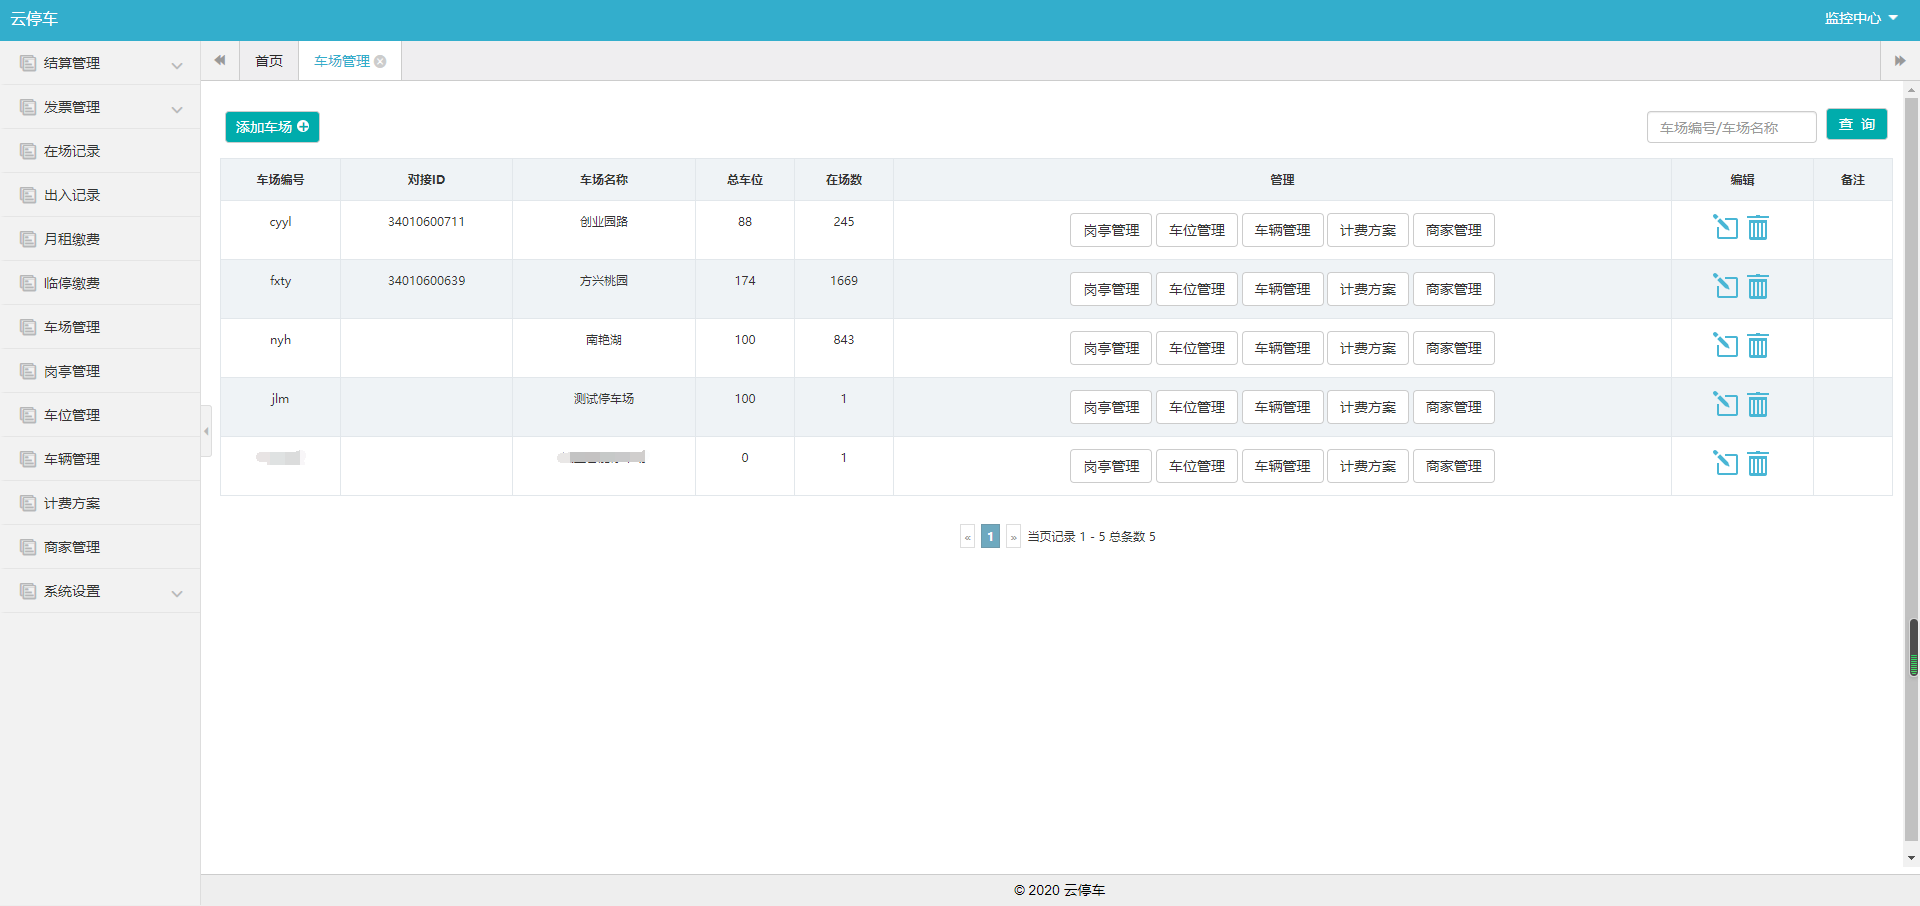 云停车
监控中心
结算管理
发票管理
在场记录
出入记录
月租缴费
临停缴费
车场管理
岗亭管理
车位管理
车辆管理
计费方案
商家管理
系统设置
首页 车场管理
添加车场
车场编号/车场名称 查 询
车场编号 对接ID 车场名称 总车位 在场数 管理 编辑 备注
cyyl 34010600711 创业园路 88 245 岗亭管理 车位管理 车辆管理 计费方案 商家管理
fxty 34010600639 方兴桃园 174 1669 岗亭管理 车位管理 车辆管理 计费方案 商家管理
nyh 南艳湖 100 843 岗亭管理 车位管理 车辆管理 计费方案 商家管理
jlm 测试停车场 100 1 岗亭管理 车位管理 车辆管理 计费方案 商家管理
0 1 岗亭管理 车位管理 车辆管理 计费方案 商家管理
« 1 » 当页记录 1 - 5 总条数 5
© 2020 云停车